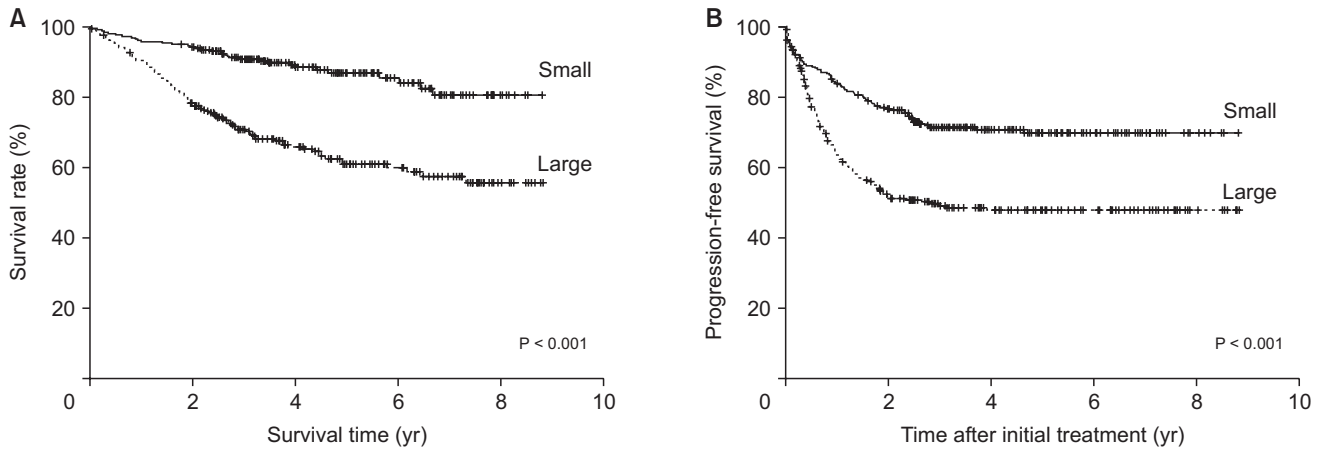 A
Survival rate (%)
100
80
60
40
20
0
2
4
6
8
10
Survival time (yr)
Small
Large
P < 0.001
B
Progression-free survival (%)
100
80
60
40
20
0
2
4
6
8
10
Time after initial treatment (yr)
Small
Large
P < 0.001